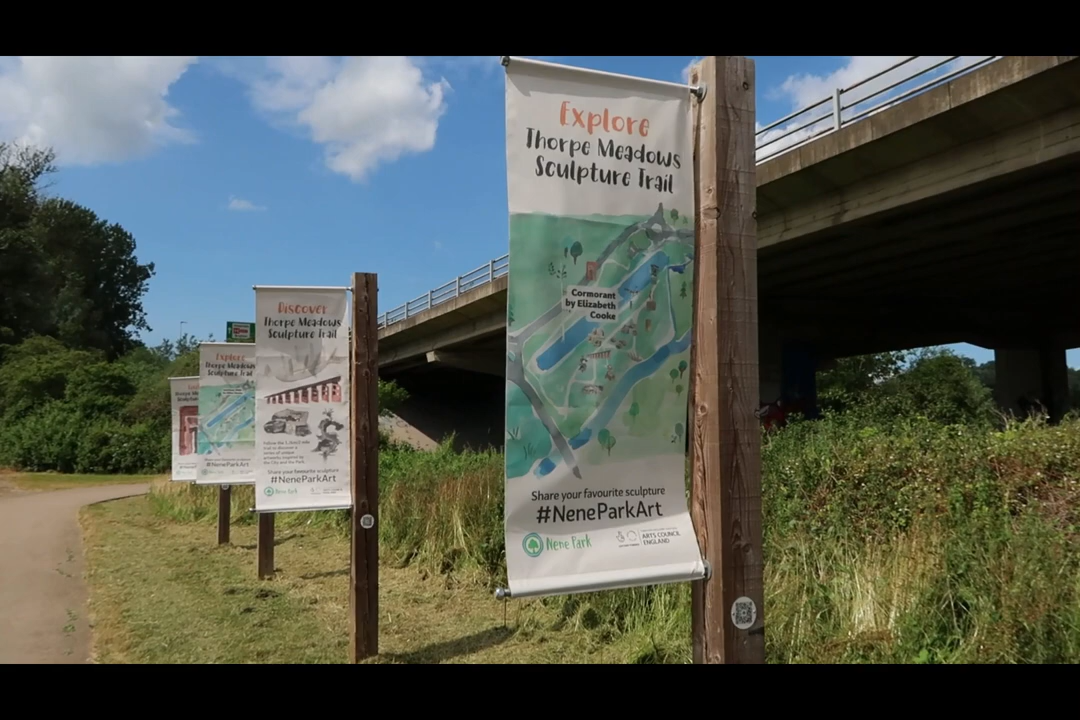 Explore
Thorpe Meadows
Sculpture Trail
Cormorant
by Elizabeth
Cooke
Share your favourite sculpture
#NeneParkArt
Nene Park
ARTS COUNCIL
ENGLAND
Discover
Thorpe Meadows
Sculpture Trail
Share your favourite sculpture
#NeneParkArt
Nene Park
Explore
Thorpe Meadows
Sculpture Trail
#NeneParkArt